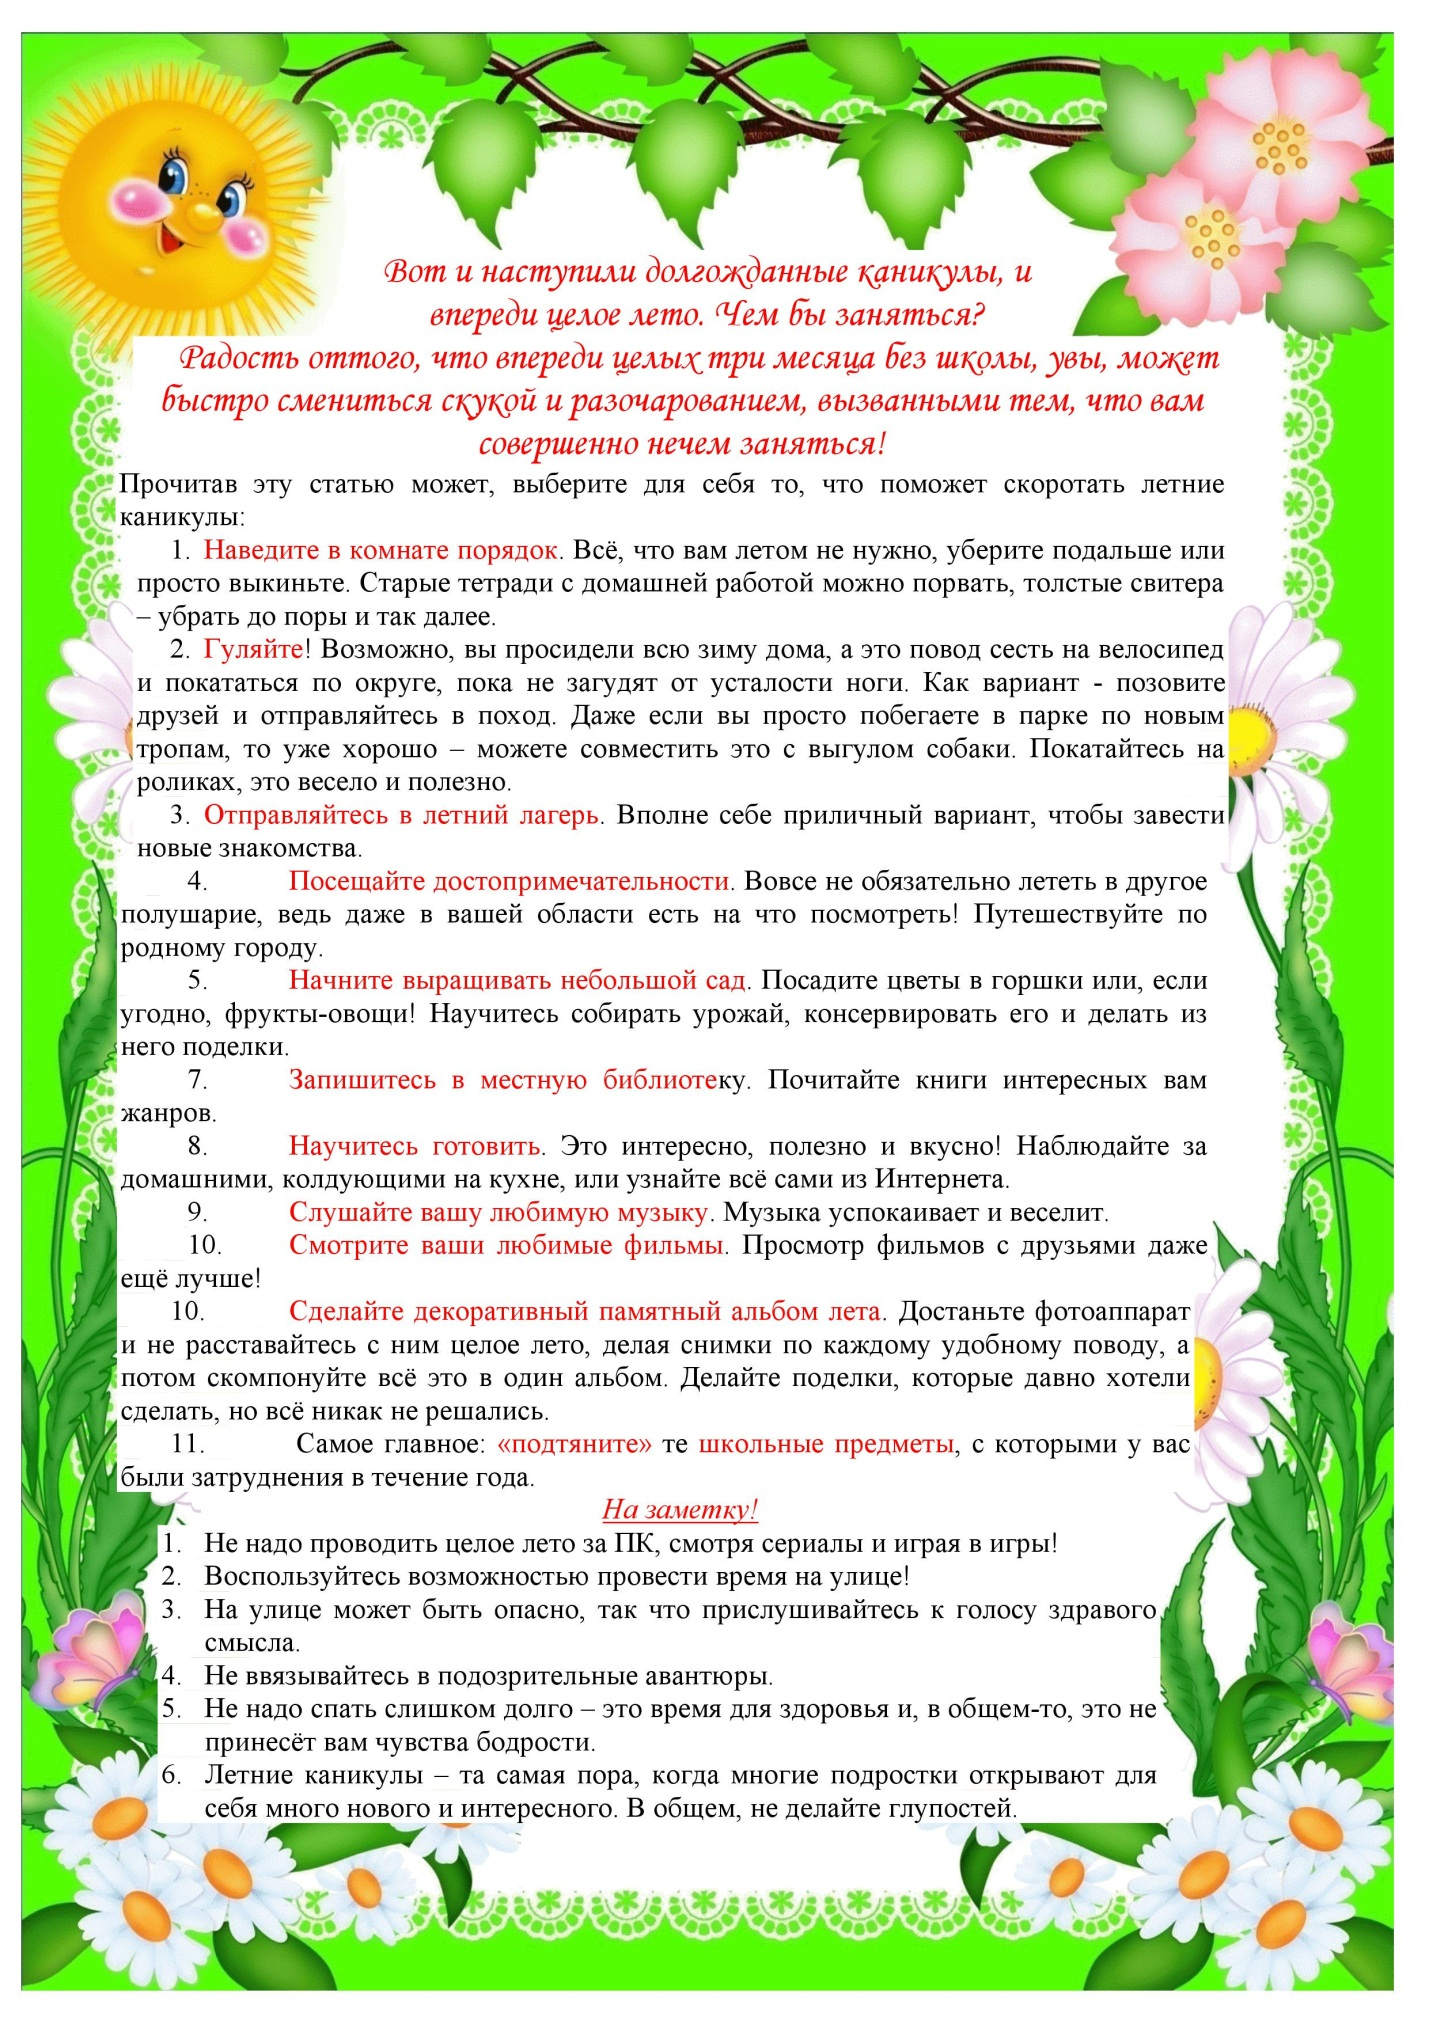 Вот и наступили долгожданные каникулы, и
впереди целое лето. Чем бы заняться?
Радость оттого, что впереди целых три месяца без школы, увы, может
быстро смениться скукой и разочарованием, вызванными тем, что вам
совершенно нечем заняться!
Прочитав эту статью может, выберите для себя то, что поможет скоротать летние
каникулы:
1. Наведите в комнате порядок. Всё, что вам летом не нужно, уберите подальше или
просто выкиньте. Старые тетради с домашней работой можно порвать, толстые свитера
– убрать до поры и так далее.
2. Гуляйте! Возможно, вы просидели всю зиму дома, а это повод сесть на велосипед
и покататься по округе, пока не загудят от усталости ноги. Как вариант - позовите
друзей и отправляйтесь в поход. Даже если вы просто побегаете в парке по новым
тропам, то уже хорошо – можете совместить это с выгулом собаки. Покатайтесь на
роликах, это весело и полезно.
3. Отправляйтесь в летний лагерь. Вполне себе приличный вариант, чтобы завести
новые знакомства.
4. Посещайте достопримечательности. Вовсе не обязательно лететь в другое
полушарие, ведь даже в вашей области есть на что посмотреть! Путешествуйте по
родному городу.
5. Начните выращивать небольшой сад. Посадите цветы в горшки или, если
угодно, фрукты-овощи! Научитесь собирать урожай, консервировать его и делать из
него поделки.
7. Запишитесь в местную библиотеку. Почитайте книги интересных вам
жанров.
8. Научитесь готовить. Это интересно, полезно и вкусно! Наблюдайте за
домашними, колдующими на кухне, или узнайте всё сами из Интернета.
9. Слушайте вашу любимую музыку. Музыка успокаивает и веселит.
10. Смотрите ваши любимые фильмы. Просмотр фильмов с друзьями даже
ещё лучше!
10. Сделайте декоративный памятный альбом лета. Достаньте фотоаппарат
и не расставайтесь с ним целое лето, делая снимки по каждому удобному поводу, а
потом скомпонуйте всё это в один альбом. Делайте поделки, которые давно хотели
сделать, но всё никак не решались.
11. Самое главное: «подтяните» те школьные предметы, с которыми у вас
были затруднения в течение года.
На заметку!
1. Не надо проводить целое лето за ПК, смотря сериалы и играя в игры!
2. Воспользуйтесь возможностью провести время на улице!
3. На улице может быть опасно, так что прислушивайтесь к голосу здравого
смысла.
4. Не ввязывайтесь в подозрительные авантюры.
5. Не надо спать слишком долго – это время для здоровья и, в общем-то, это не
принесёт вам чувства бодрости.
6. Летние каникулы – та самая пора, когда многие подростки открывают для
себя много нового и интересного. В общем, не делайте глупостей.